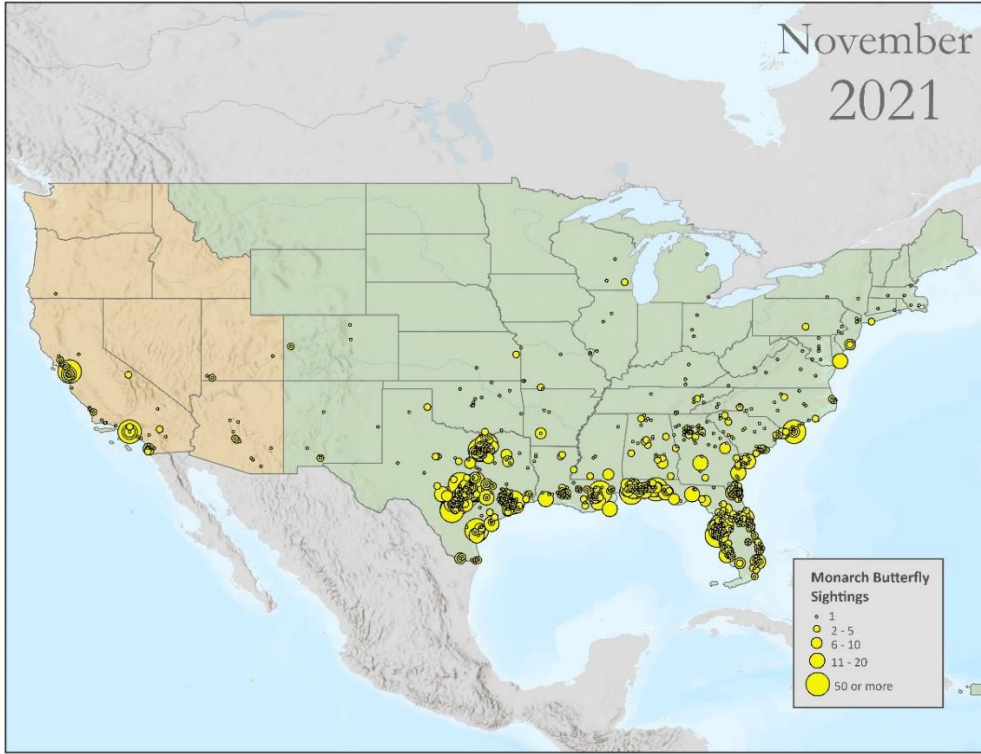 November
2021
Monarch Butterfly
Sightings
1
2 - 5
6 - 10
11 - 20
50 or more